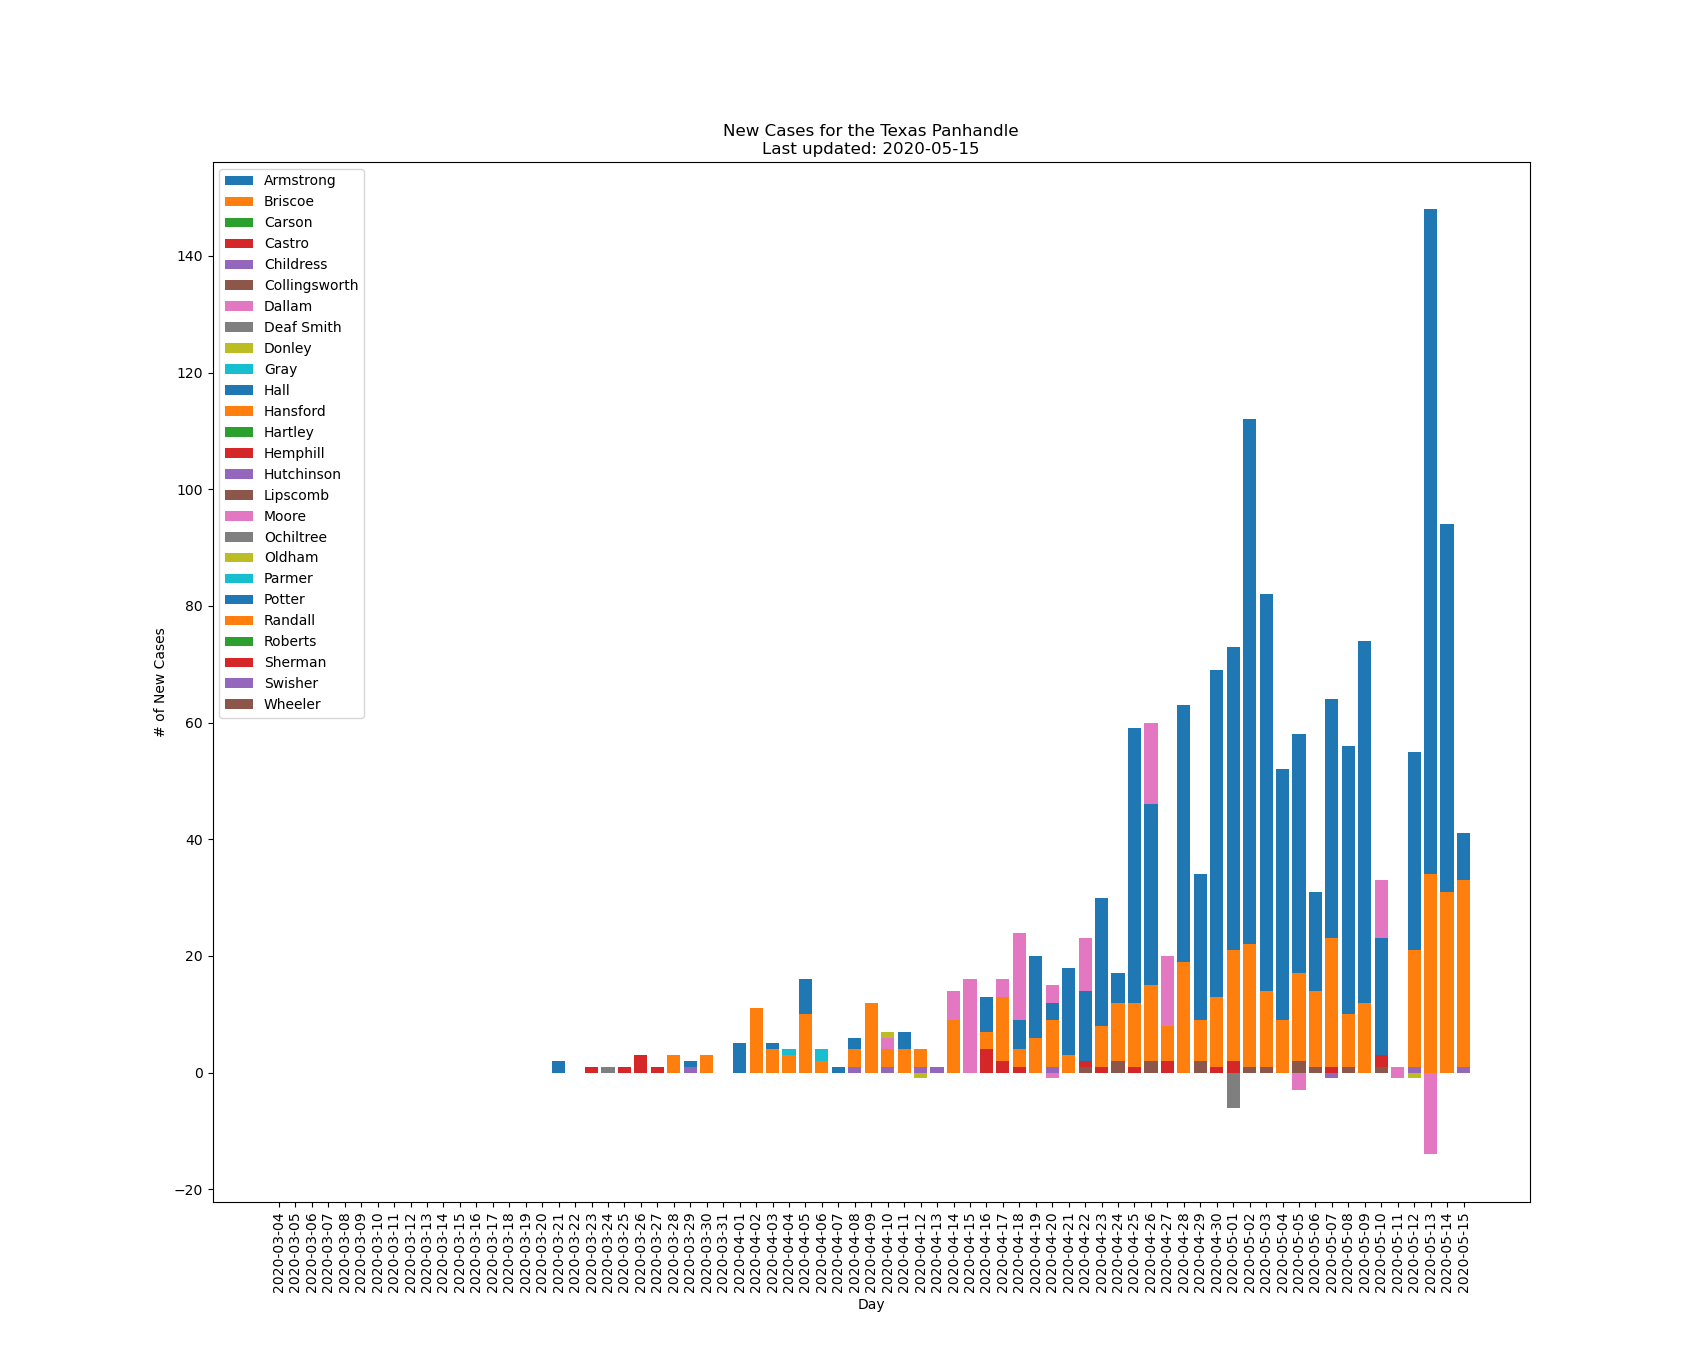 New Cases for the Texas Panhandle
Last updated: 2020-05-15
Armstrong
Briscoe
Carson
Castro
Childress
Collingsworth
Dallam
Deaf Smith
Donley
Gray
Hall
Hansford
Hartley
Hemphill
Hutchinson
Lipscomb
Moore
Ochiltree
Oldham
Parmer
Potter
Randall
Roberts
Sherman
Swisher
Wheeler
# of New Cases
140
120
100
80
60
40
20
0
−20
2020-03-04
2020-03-05
2020-03-06
2020-03-07
2020-03-08
2020-03-09
2020-03-10
2020-03-11
2020-03-12
2020-03-13
2020-03-14
2020-03-15
2020-03-16
2020-03-17
2020-03-18
2020-03-19
2020-03-20
2020-03-21
2020-03-22
2020-03-23
2020-03-24
2020-03-25
2020-03-26
2020-03-27
2020-03-28
2020-03-29
2020-03-30
2020-03-31
2020-04-01
2020-04-02
2020-04-03
2020-04-04
2020-04-05
2020-04-06
2020-04-07
2020-04-08
2020-04-09
2020-04-10
2020-04-11
2020-04-12
2020-04-13
2020-04-14
2020-04-15
2020-04-16
2020-04-17
2020-04-18
2020-04-19
2020-04-20
2020-04-21
2020-04-22
2020-04-23
2020-04-24
2020-04-25
2020-04-26
2020-04-27
2020-04-28
2020-04-29
2020-04-30
2020-05-01
2020-05-02
2020-05-03
2020-05-04
2020-05-05
2020-05-06
2020-05-07
2020-05-08
2020-05-09
2020-05-10
2020-05-11
2020-05-12
2020-05-13
2020-05-14
2020-05-15
Day